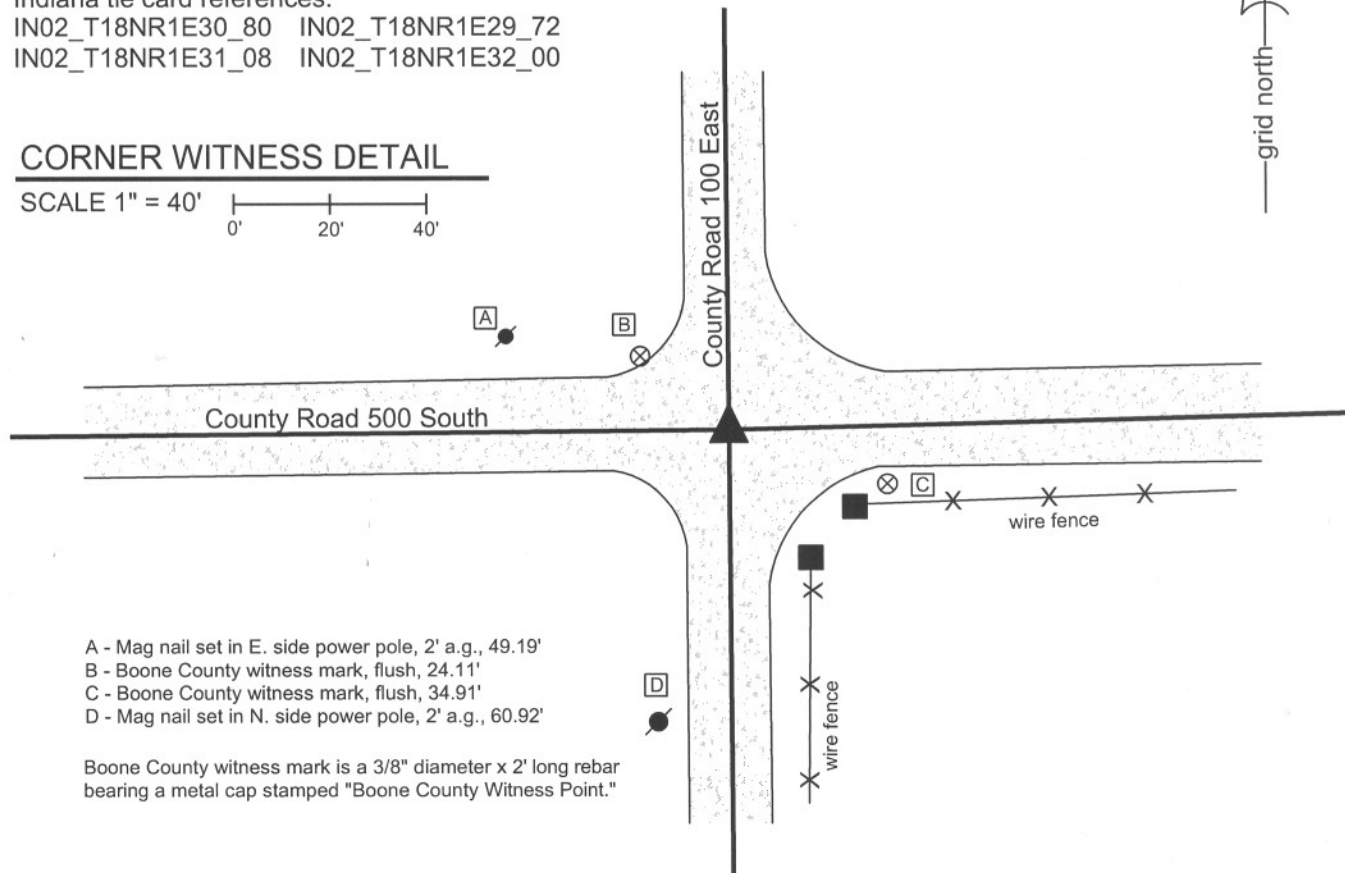 Indiana tie card references:
IN02_T18NR1E30_80 IN02_T18NR1E29_72
IN02_T18NR1E31_08 IN02_T18NR1E32_00
grid north
CORNER WITNESS DETAIL
SCALE 1" = 40'
0' 20' 40'
County Road 100 East
A
B
County Road 500 South
C
wire fence
A - Mag nail set in E. side power pole, 2' a.g., 49.19'
B - Boone County witness mark, flush, 24.11'
C - Boone County witness mark, flush, 34.91'
D - Mag nail set in N. side power pole, 2' a.g., 60.92'
D
wire fence
Boone County witness mark is a 3/8" diameter x 2' long rebar
bearing a metal cap stamped "Boone County Witness Point."